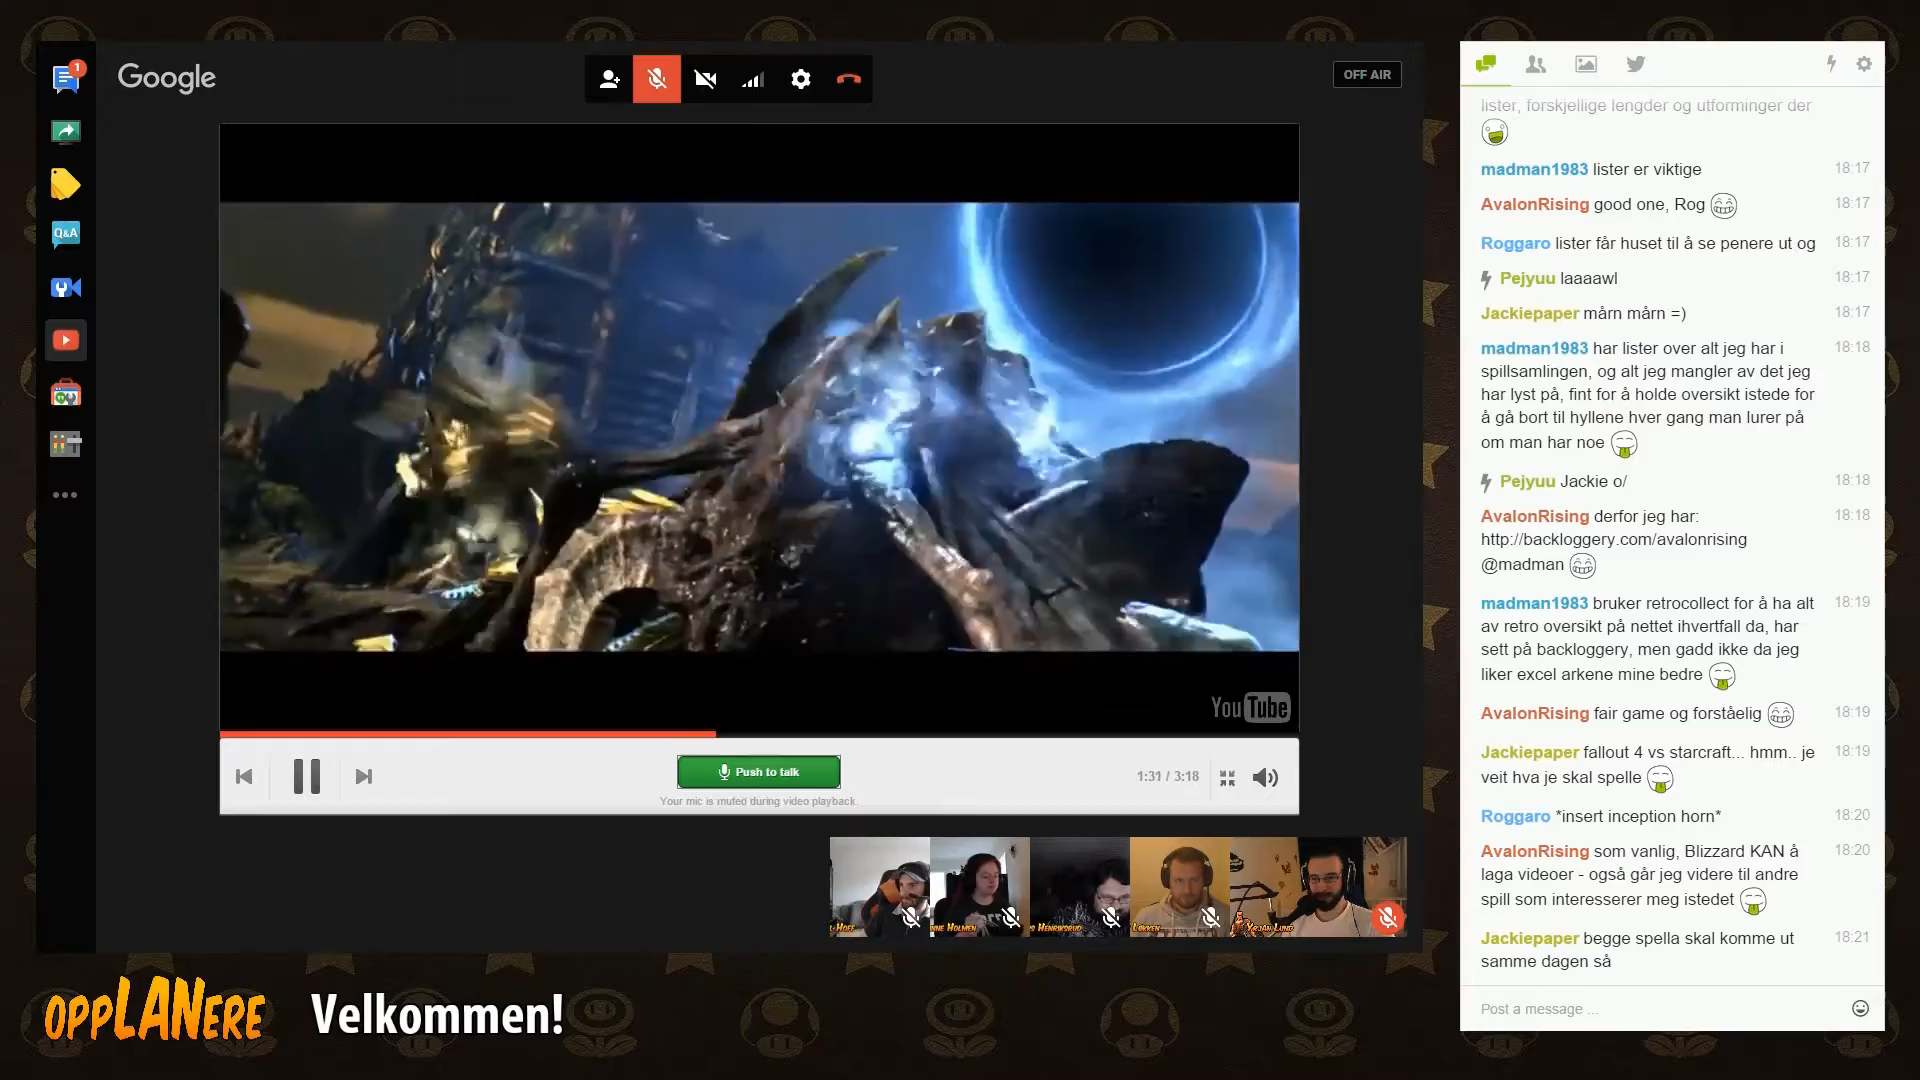 1
Google
OFF AIR
Q&A
You Tube
Push to talk
Your mic is muted during video playback.
1:31 / 3:18
L-HOFF
NNE HOLMEN
S HENRIKSRUD
LØKKEN
YRJAN LUND
OPPLANERE
Velkommen!
lister, forskjellige lengder og utforminger der
madman1983 lister er viktige 18:17
AvalonRising good one, Rog 18:17
Roggaro lister får huset til å se penere ut og 18:17
Pejyuu laaaawl 18:17
Jackiepaper mårn mårn =) 18:17
madman1983 har lister over alt jeg har i 18:18
spillsamlingen, og alt jeg mangler av det jeg
har lyst på, fint for å holde oversikt istede for
å gå bort til hyllene hver gang man lurer på
om man har noe
Pejyuu Jackie o/ 18:18
AvalonRising derfor jeg har: 18:18
http://backloggery.com/avalonrising
@madman
madman1983 bruker retrocollect for å ha alt 18:19
av retro oversikt på nettet ihvertfall da, har
sett på backloggery, men gadd ikke da jeg
liker excel arkene mine bedre
AvalonRising fair game og forståelig 18:19
Jackiepaper fallout 4 vs starcraft... hmm.. je 18:19
veit hva je skal spelle
Roggaro *insert inception horn* 18:20
AvalonRising som vanlig, Blizzard KAN å 18:20
laga videoer - også går jeg videre til andre
spill som interesserer meg istedet
Jackiepaper begge spella skal komme ut 18:21
samme dagen så
Post a message ...